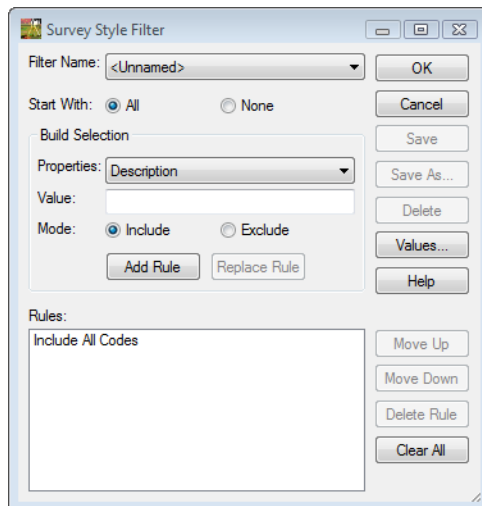 Survey Style Filter
Filter Name: <Unnamed> OK
Start With: All None Cancel
Build Selection Save
Properties: Description Save As...
Value: Delete
Mode: Include Exclude Values...
Add Rule Replace Rule Help
Rules:
Include All Codes Move Up
Move Down
Delete Rule
Clear All